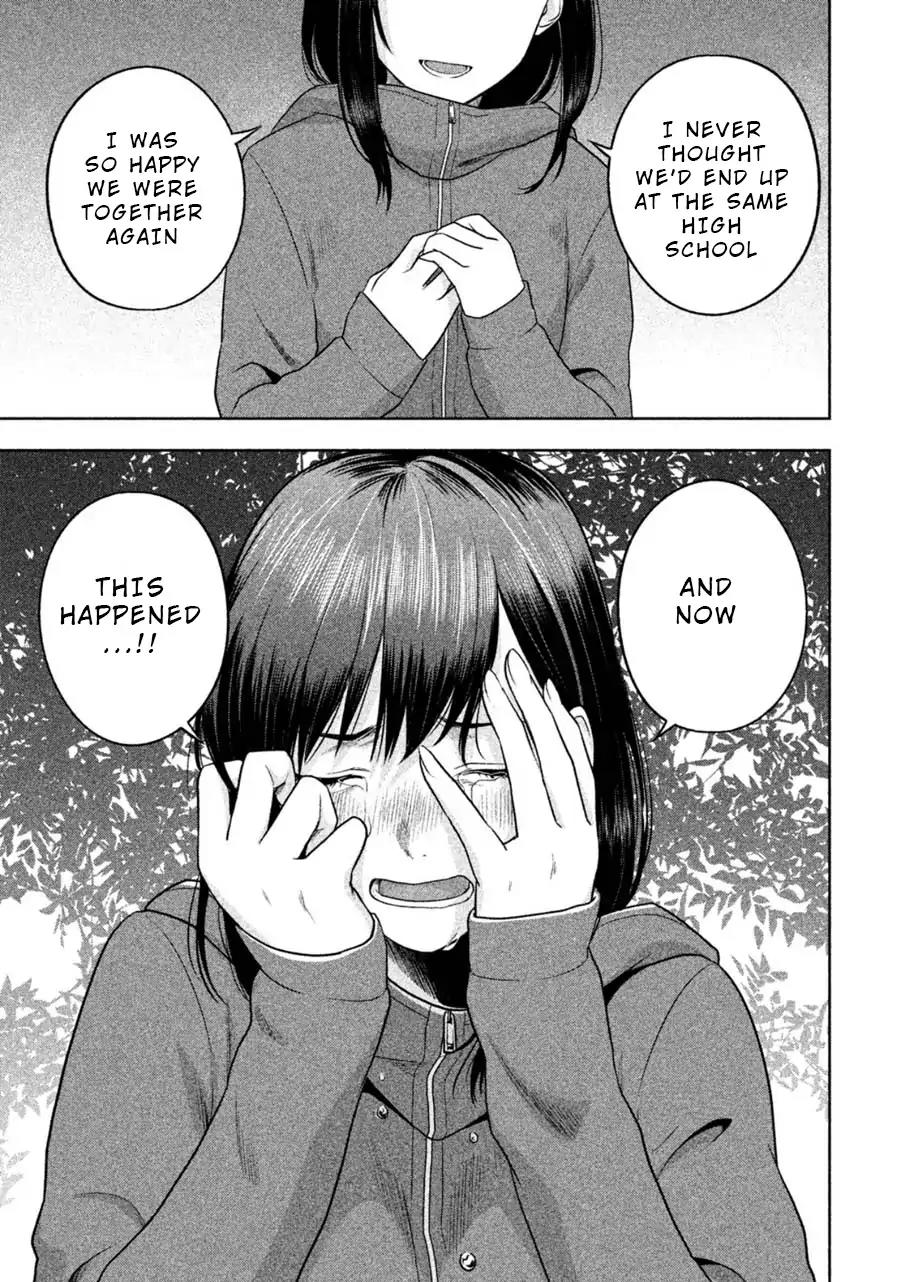 I NEVER
THOUGHT
WE'D END UP
AT THE SAME
HIGH
SCHOOL
I WAS
SO HAPPY
WE WERE
TOGETHER
AGAIN
AND
NOW
THIS
HAPPENED
...!!